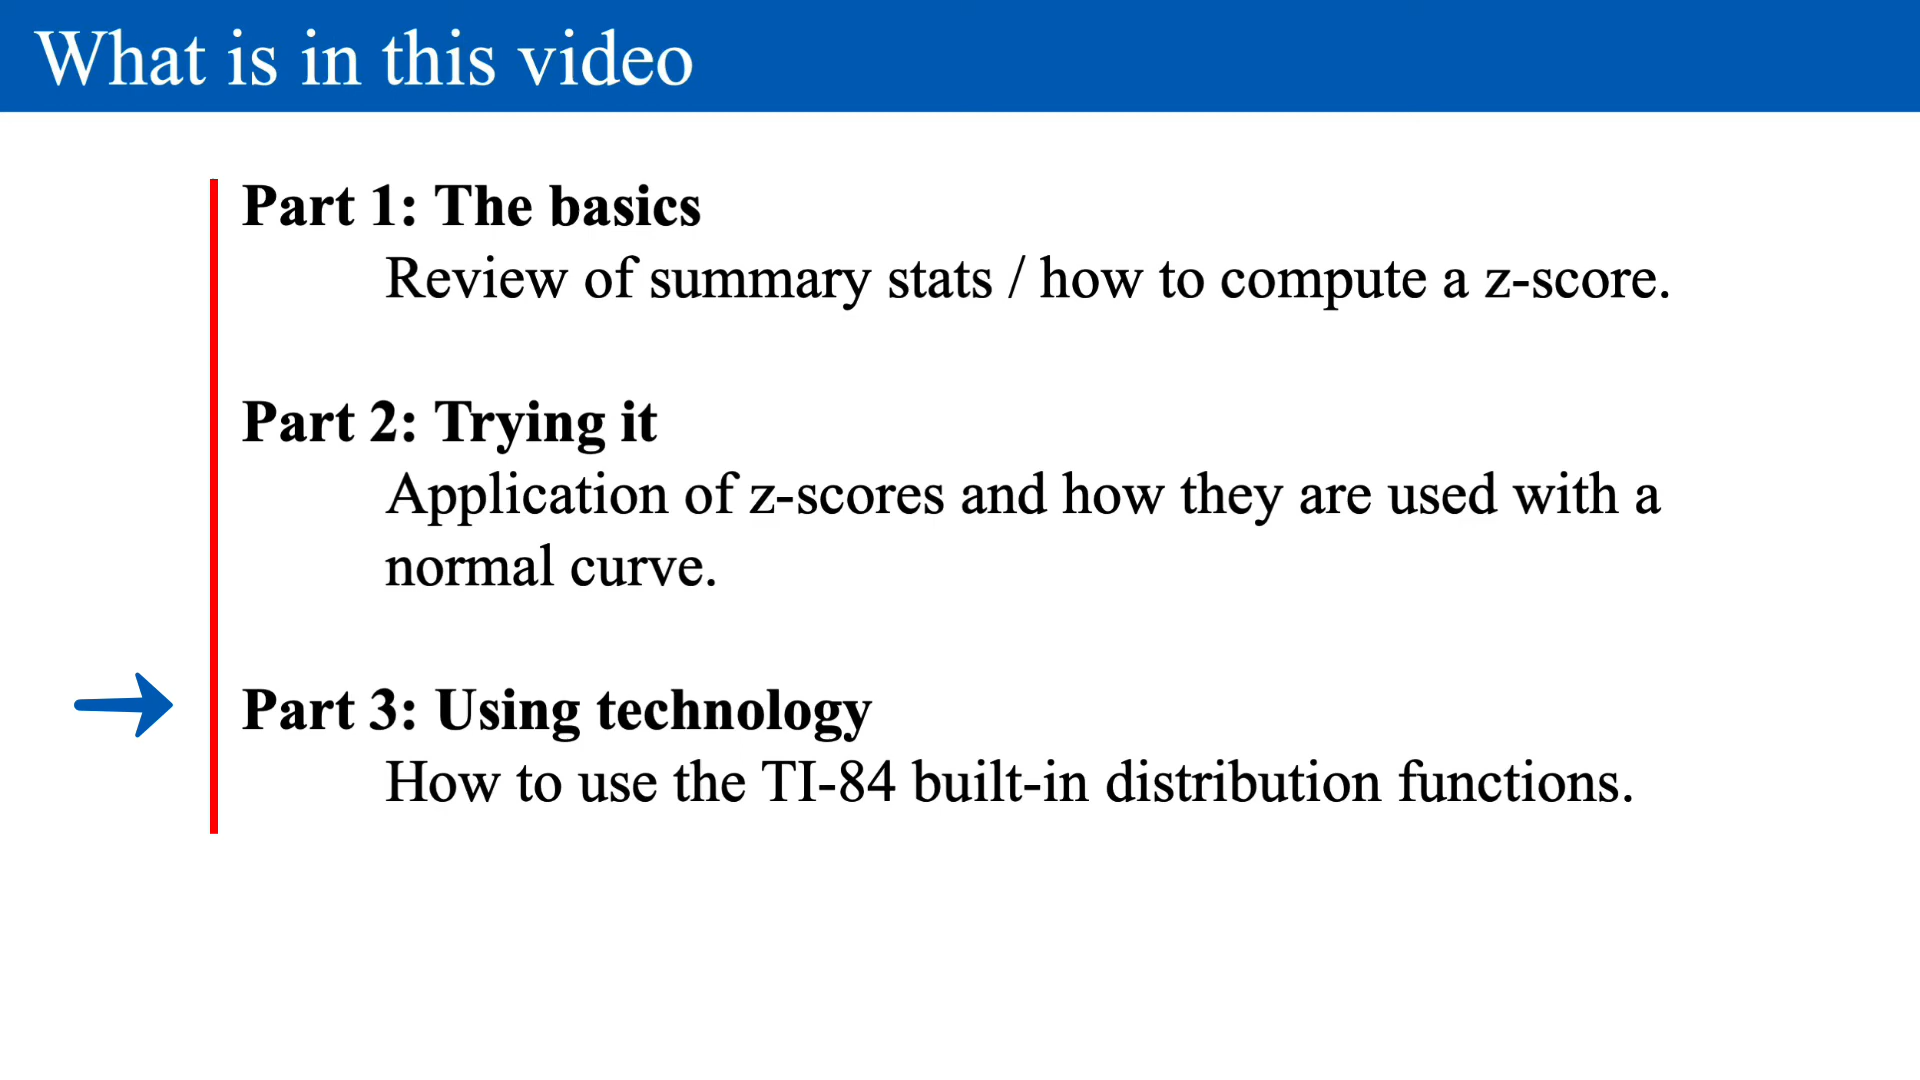 What is in this video
Part 1: The basics
Review of summary stats / how to compute a z-score.
Part 2: Trying it
Application of z-scores and how they are used with a
normal curve.
Part 3: Using technology
How to use the TI-84 built-in distribution functions.